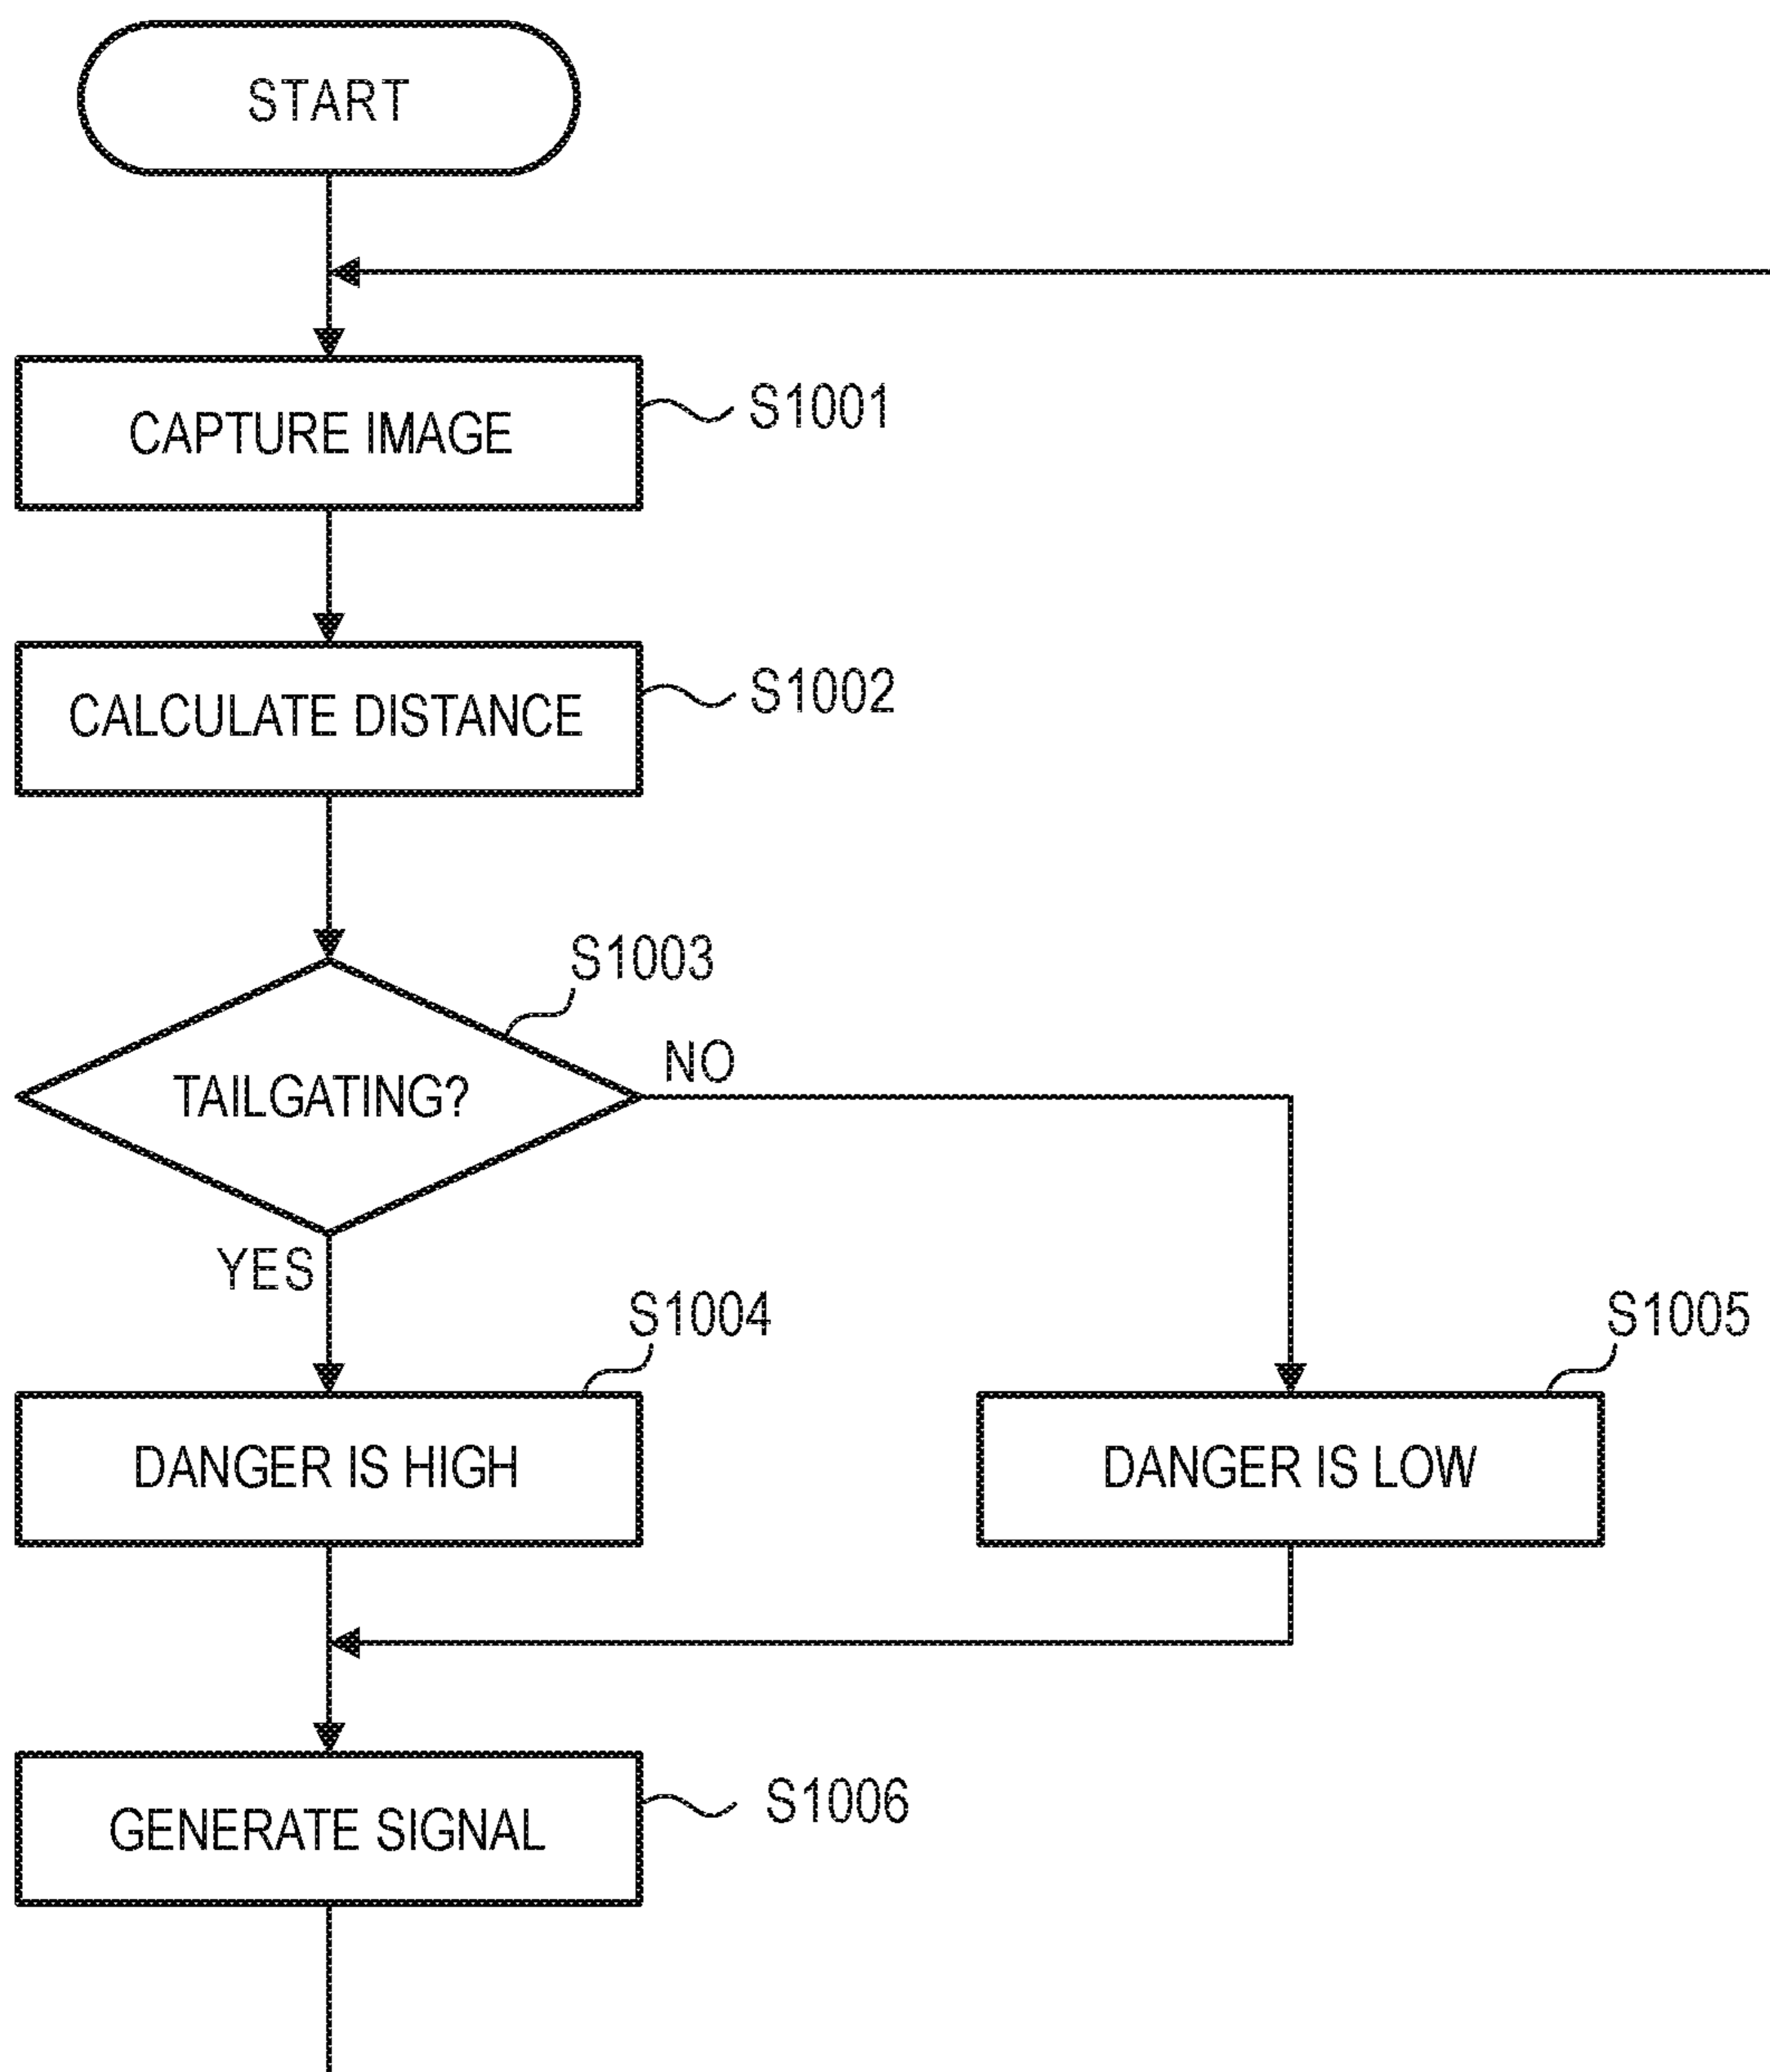 START
CAPTURE IMAGE
S1001
CALCULATE DISTANCE
S1002
S1003
TAILGATING?
NO
YES
S1004
S1005
DANGER IS HIGH
DANGER IS LOW
GENERATE SIGNAL
S1006